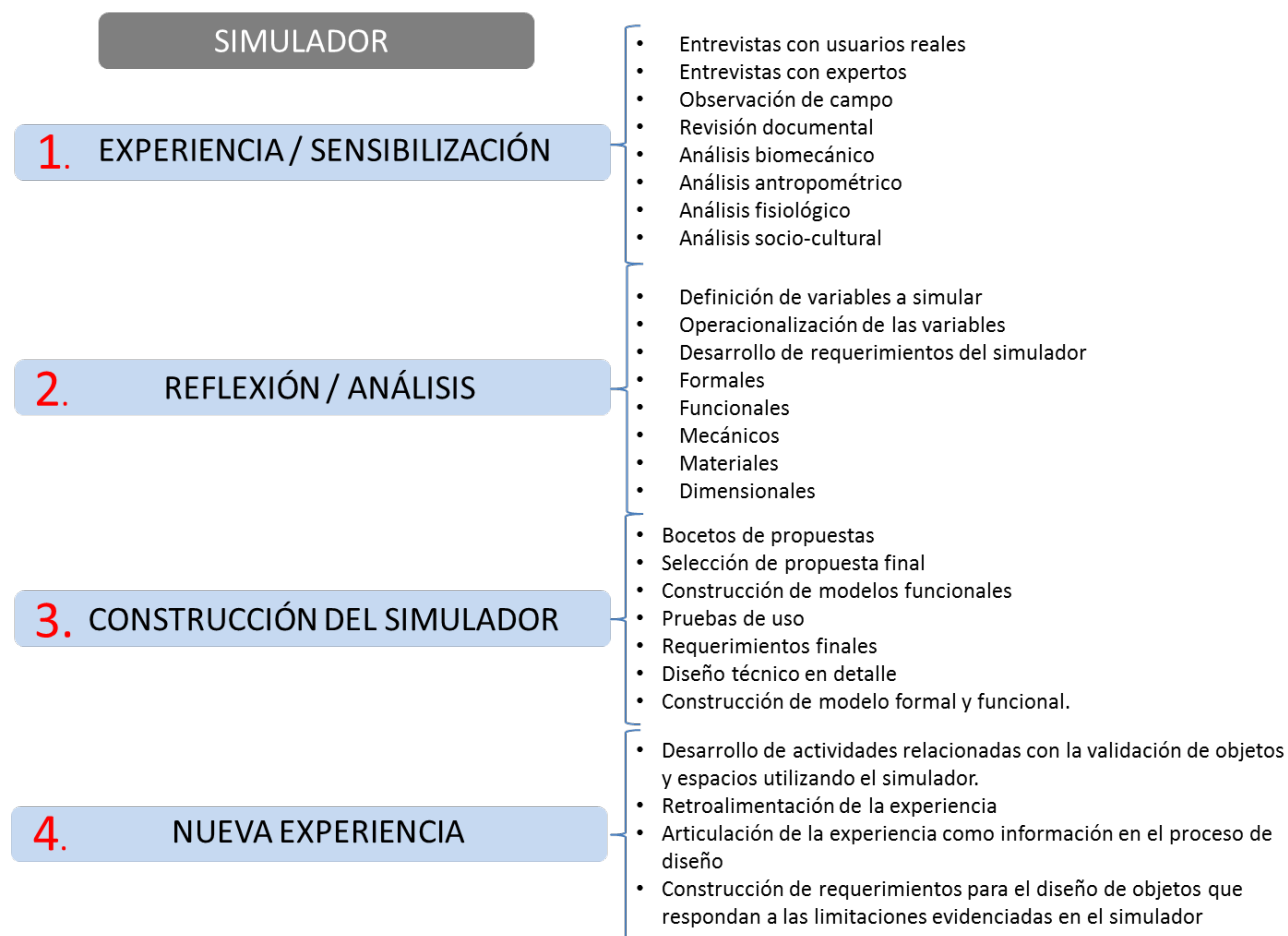 SIMULADOR
1. EXPERIENCIA / SENSIBILIZACIÓN
• Entrevistas con usuarios reales
• Entrevistas con expertos
• Observación de campo
• Revisión documental
• Análisis biomecánico
• Análisis antropométrico
• Análisis fisiológico
• Análisis socio-cultural
2. REFLEXIÓN / ANÁLISIS
• Definición de variables a simular
• Operacionalización de las variables
• Desarrollo de requerimientos del simulador
• Formales
• Funcionales
• Mecánicos
• Materiales
• Dimensionales
3. CONSTRUCCIÓN DEL SIMULADOR
• Bocetos de propuestas
• Selección de propuesta final
• Construcción de modelos funcionales
• Pruebas de uso
• Requerimientos finales
• Diseño técnico en detalle
• Construcción de modelo formal y funcional.
4. NUEVA EXPERIENCIA
• Desarrollo de actividades relacionadas con la validación de objetos
y espacios utilizando el simulador.
• Retroalimentación de la experiencia
• Articulación de la experiencia como información en el proceso de
diseño
• Construcción de requerimientos para el diseño de objetos que
respondan a las limitaciones evidenciadas en el simulador